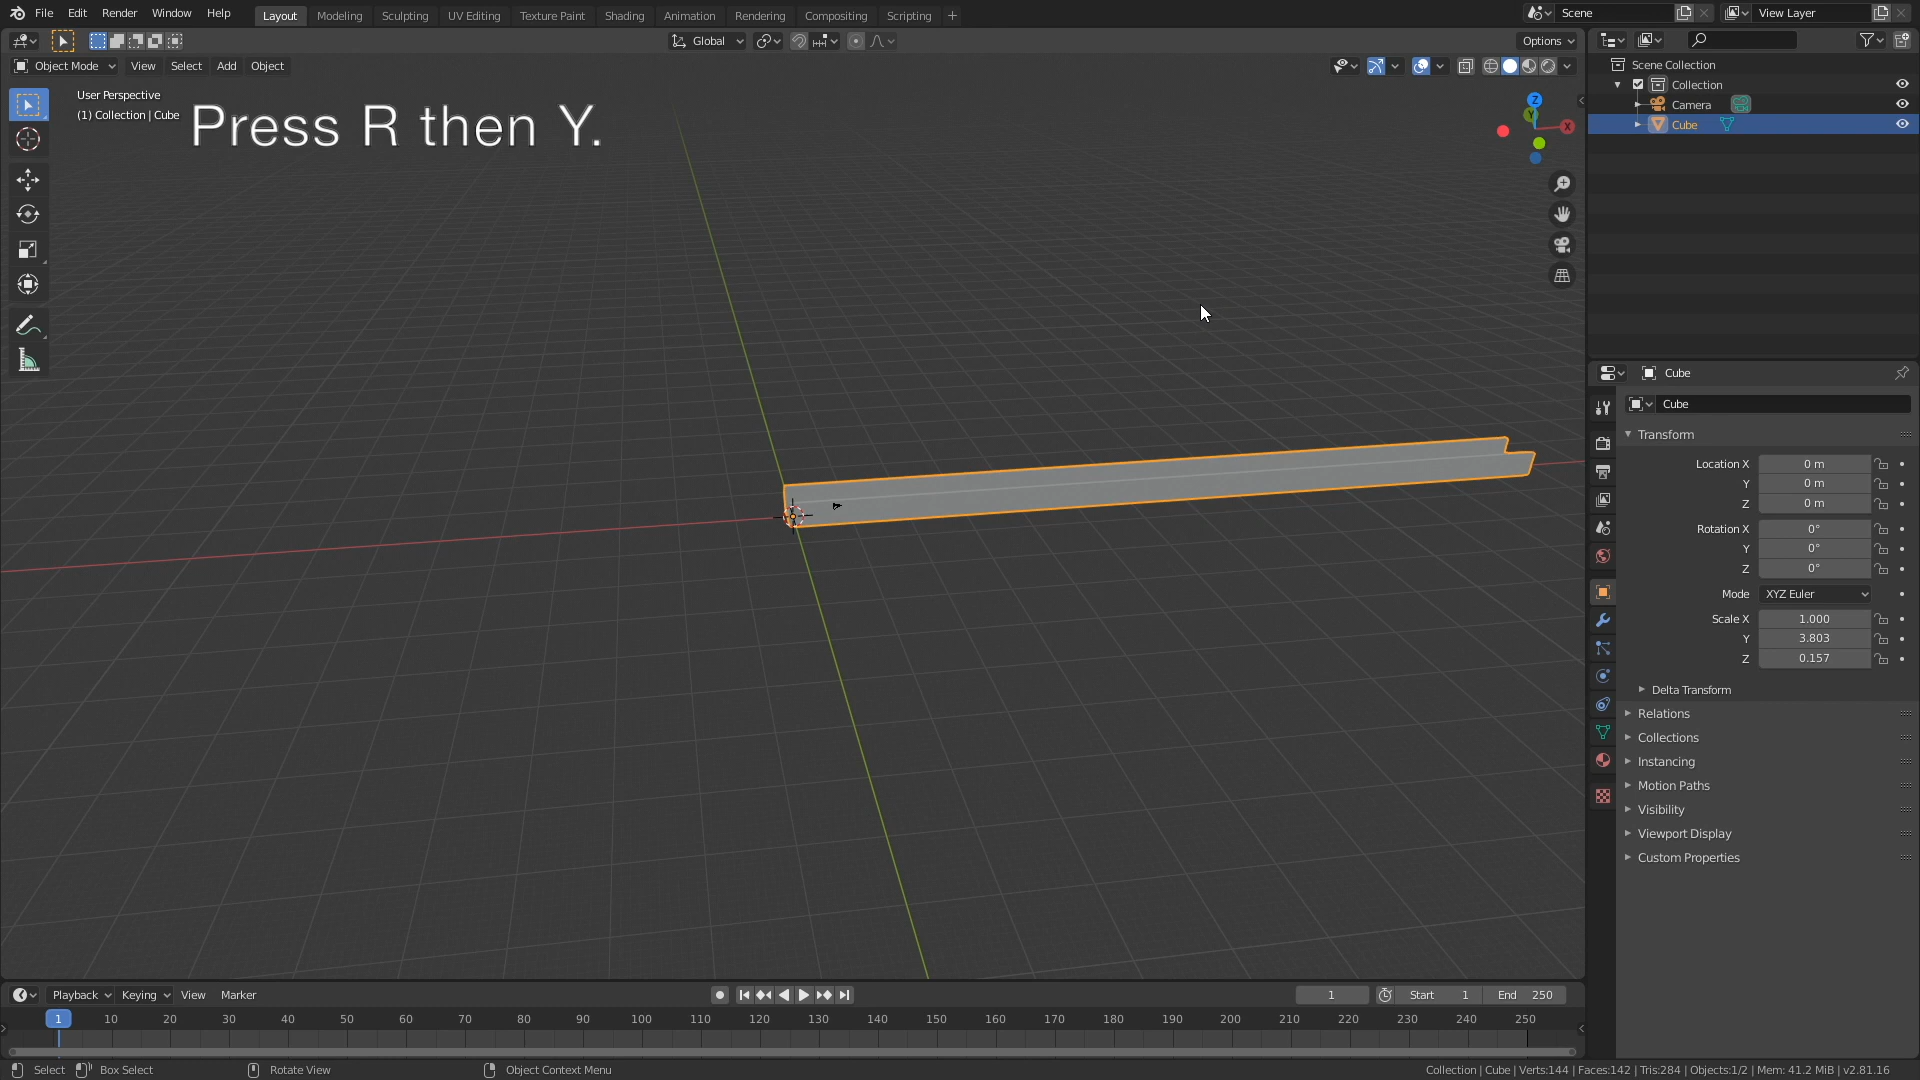 File Edit Render Window Help Layout Modeling Sculpting UV Editing Texture Paint Shading Animation Rendering Compositing Scripting + Scene View Layer
Global Options
Object Mode View Select Add Object
User Perspective
(1) Collection | Cube
Press R then Y.
Z
Y
X
Scene Collection
Collection
Camera
Cube
Cube
Cube
Transform
Location X 0 m
Y 0 m
Z 0 m
Rotation X 0°
Y 0°
Z 0°
Mode XYZ Euler
Scale X 1.000
Y 3.803
Z 0.157
Delta Transform
Relations
Collections
Instancing
Motion Paths
Visibility
Viewport Display
Custom Properties
Playback Keying View Marker 1 Start 1 End 250
1 10 20 30 40 50 60 70 80 90 100 110 120 130 140 150 160 170 180 190 200 210 220 230 240 250
Select Box Select Rotate View Object Context Menu Collection | Cube | Verts:144 | Faces:142 | Tris:284 | Objects:1/2 | Mem: 41.2 MiB | v2.81.16